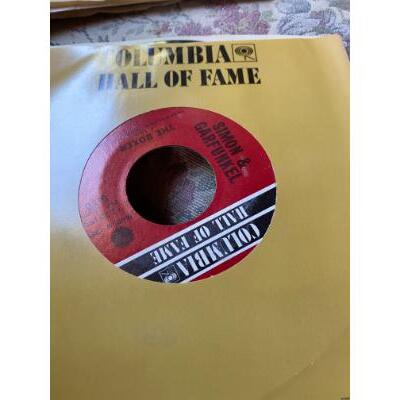 COLUMBIA
HALL OF FAME
SIMON &
GARFUNKEL
THE BOXER
COLUMBIA
HALL OF FAME